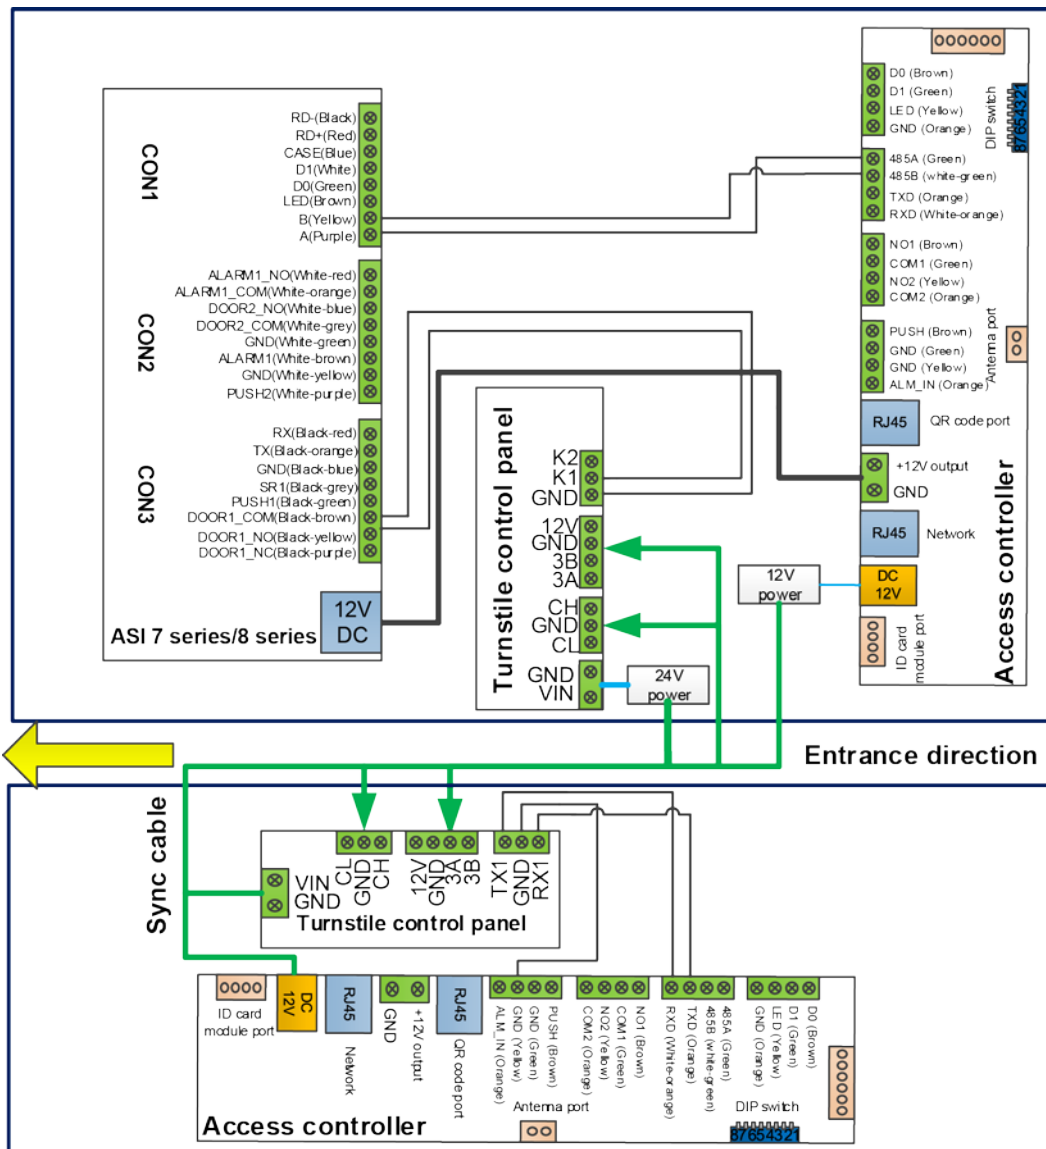 CON1
RD-(Black)
RD+(Red)
CASE(Blue)
D1(White)
D0(Green)
LED(Brown)
B(Yellow)
A(Purple)
CON2
ALARM1_NO(White-red)
ALARM1_COM(White-orange)
DOOR2_NO(White-blue)
DOOR2_COM(White-grey)
GND(White-green)
ALARM1(White-brown)
GND(White-yellow)
PUSH2(White-purple)
CON3
RX(Black-red)
TX(Black-orange)
GND(Black-blue)
SR1(Black-grey)
PUSH1(Black-green)
DOOR1_COM(Black-brown)
DOOR1_NO(Black-yellow)
DOOR1_NC(Black-purple)
12V
DC
ASI 7 series/8 series
Turnstile control panel
K2
K1
GND
12V
GND
3B
3A
CH
GND
CL
GND
VIN
24V
power
12V
power
D0 (Brown)
D1 (Green)
LED (Yellow)
GND (Orange)
DIP switch
87654321
485A (Green)
485B (white-green)
TXD (Orange)
RXD (White-orange)
NO1 (Brown)
COM1 (Green)
NO2 (Yellow)
COM2 (Orange)
PUSH (Brown)
GND (Green)
GND (Yellow)
ALM_IN (Orange)
Antenna port
RJ45
QR code port
+12V output
GND
RJ45
Network
DC
12V
ID card
module port
Access controller
Entrance direction
Sync cable
CL
GND
CH
12V
GND
3A
3B
TX1
GND
RX1
VIN
GND
Turnstile control panel
ID card
module port
DC
12V
RJ45
Network
GND
+12V output
RJ45
QR code port
ALM_IN (Orange)
GND (Yellow)
GND (Green)
PUSH (Brown)
COM2 (Orange)
NO2 (Yellow)
COM1 (Green)
NO1 (Brown)
RXD (White-orange)
TXD (Orange)
485B (white-green)
485A (Green)
GND (Orange)
LED (Yellow)
D1 (Green)
D0 (Brown)
Antenna port
DIP switch
87654321
Access controller